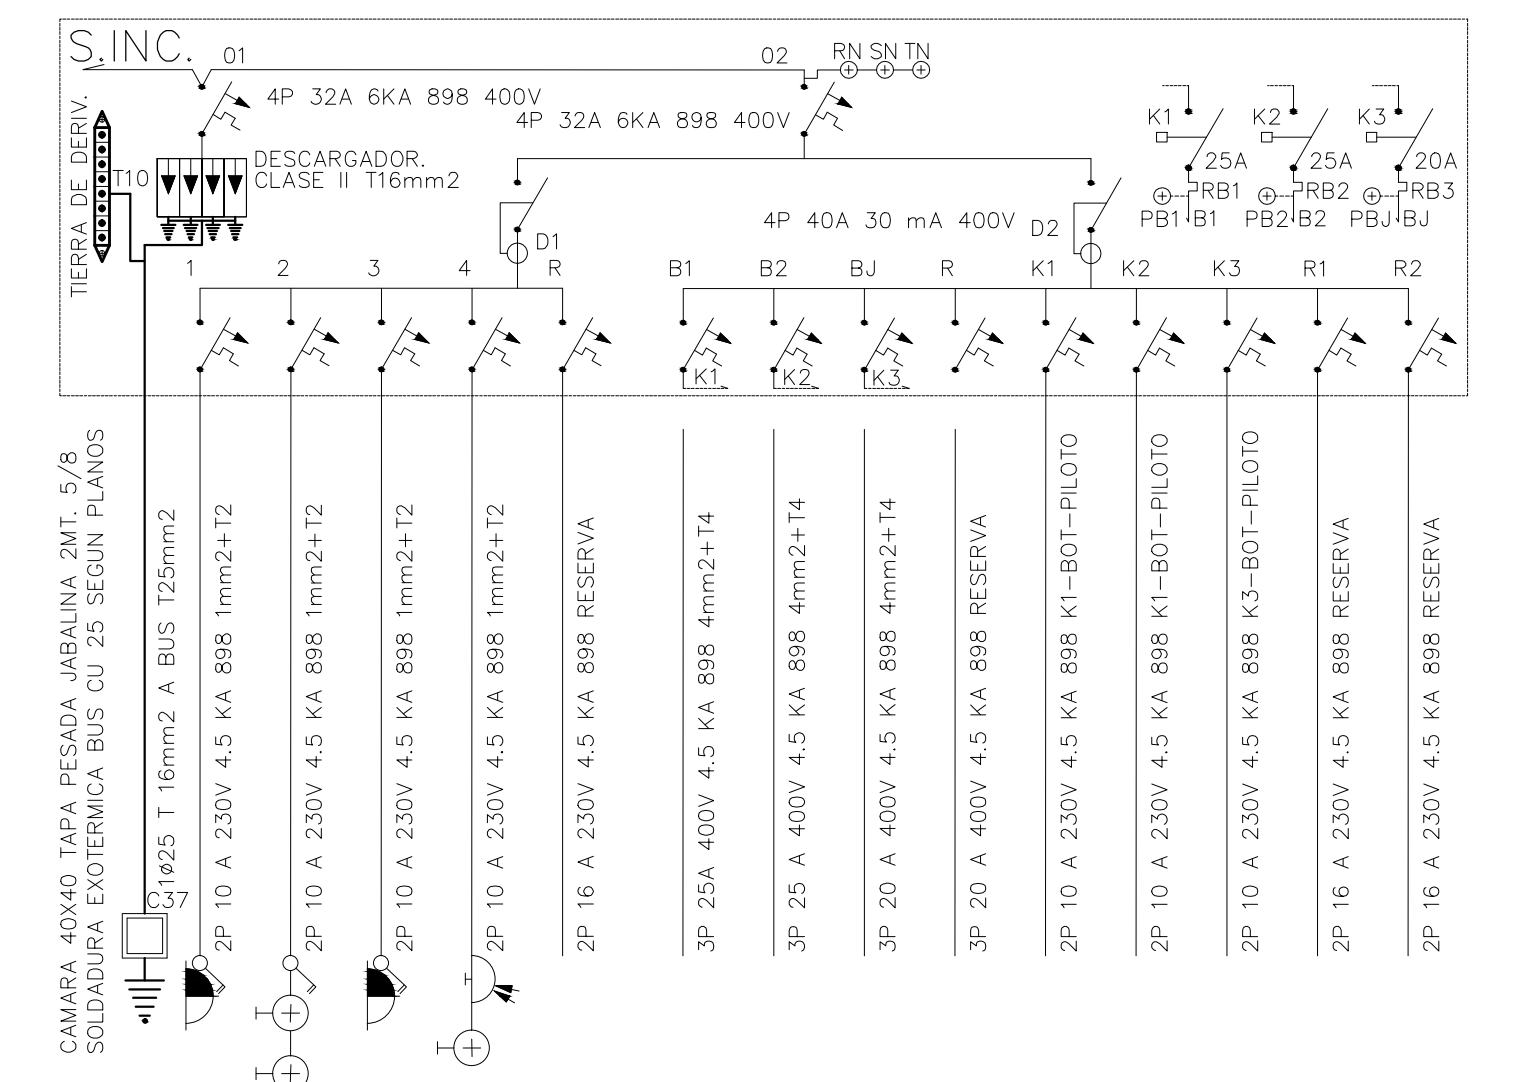 S.INC.
01
02
RN SN TN
4P 32A 6KA 898 400V
4P 32A 6KA 898 400V
K1
K2
K3
25A
25A
20A
RB1
RB2
RB3
PB1
B1
PB2
B2
PBJ
BJ
TIERRA DE DERIV.
T10
DESCARGADOR.
CLASE II T16mm2
4P 40A 30 mA 400V
D1
D2
1
2
3
4
R
B1
B2
BJ
R
K1
K2
K3
R1
R2
K1
K2
K3
CAMARA 40X40 TAPA PESADA JABALINA 2MT. 5/8
SOLDADURA EXOTERMICA BUS CU 25 SEGUN PLANOS
C37
1ø25 T 16mm2 A BUS T25mm2
2P 10 A 230V 4.5 KA 898 1mm2+T2
2P 10 A 230V 4.5 KA 898 1mm2+T2
2P 10 A 230V 4.5 KA 898 1mm2+T2
2P 10 A 230V 4.5 KA 898 1mm2+T2
2P 16 A 230V 4.5 KA 898 RESERVA
3P 25A 400V 4.5 KA 898 4mm2+T4
3P 25 A 400V 4.5 KA 898 4mm2+T4
3P 20 A 400V 4.5 KA 898 4mm2+T4
3P 20 A 400V 4.5 KA 898 RESERVA
2P 10 A 230V 4.5 KA 898 K1-BOT-PILOTO
2P 10 A 230V 4.5 KA 898 K1-BOT-PILOTO
2P 10 A 230V 4.5 KA 898 K3-BOT-PILOTO
2P 16 A 230V 4.5 KA 898 RESERVA
2P 16 A 230V 4.5 KA 898 RESERVA